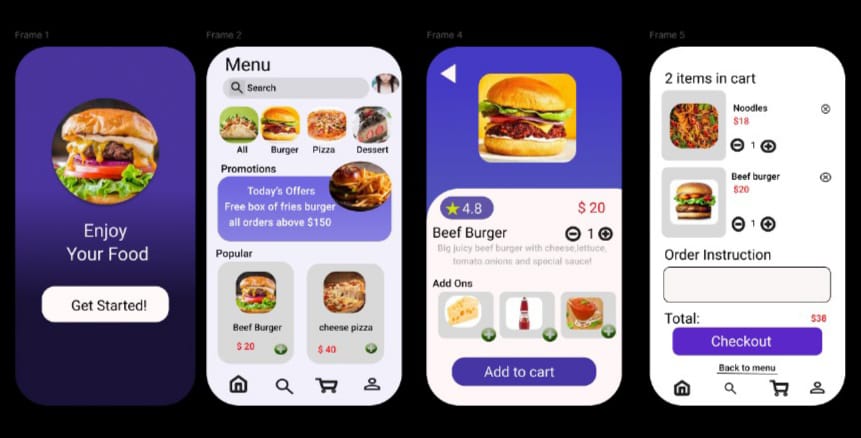 Frame 1
Enjoy
Your Food
Get Started!
Frame 2
Menu
Search
All Burger Pizza Dessert
Promotions
Today's Offers
Free box of fries burger
all orders above $150
Popular
Beef Burger
$ 20
cheese pizza
$ 40
Frame 4
4.8
$ 20
Beef Burger
1
Big juicy beef burger with cheese,lettuce,
tomato.onions and special sauce!
Add Ons
Add to cart
Frame 5
2 items in cart
Noodles
$18
1
Beef burger
$20
1
Order Instruction
Total:
$38
Checkout
Back to menu